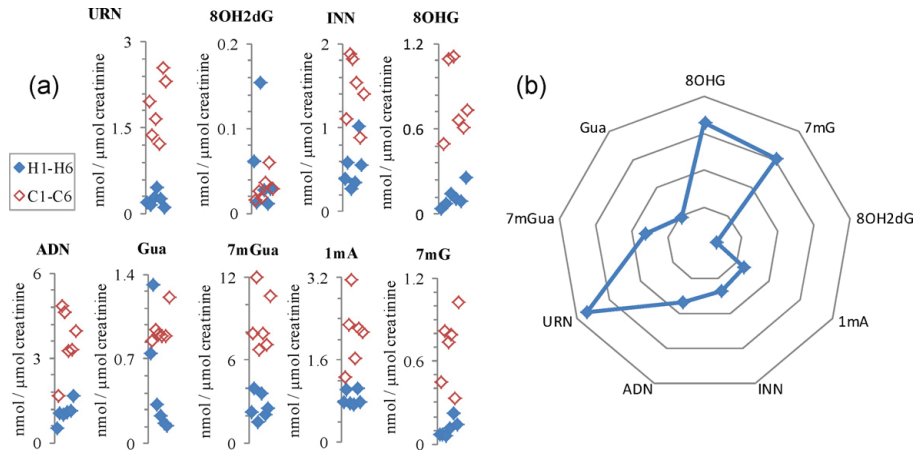 URN
8OH2dG
INN
8OHG
(a)
nmol / μmol creatinine
3
1.5
0
nmol / μmol creatinine
0.2
0.1
0
nmol / μmol creatinine
2
1
0
nmol / μmol creatinine
1.2
0.6
0
H1-H6
C1-C6
ADN
Gua
7mGua
1mA
7mG
nmol / μmol creatinine
6
3
0
nmol / μmol creatinine
1.4
0.7
0
nmol / μmol creatinine
12
6
0
nmol / μmol creatinine
3.2
1.6
0
nmol / μmol creatinine
1.2
0.6
0
(b)
8OHG
7mG
8OH2dG
1mA
INN
ADN
URN
7mGua
Gua